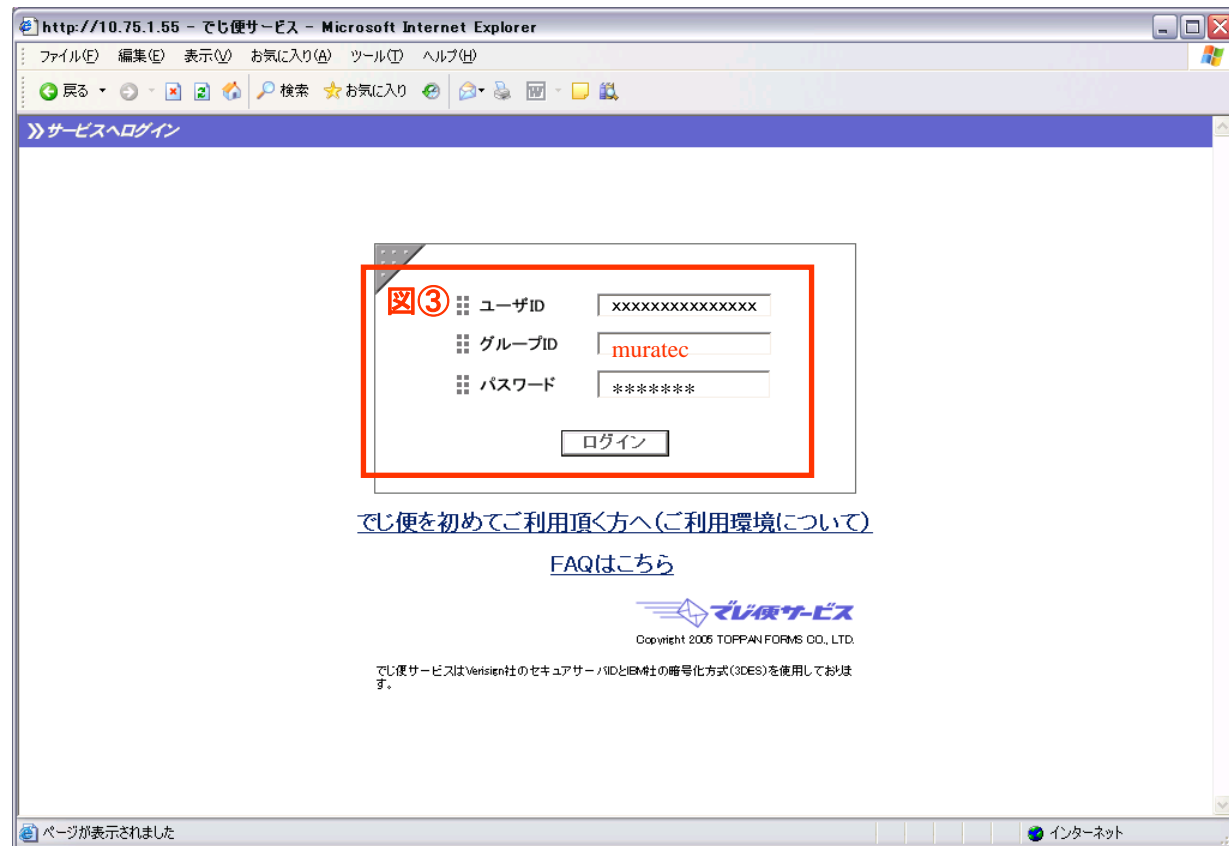 http://10.75.1.55 - でじ便サービス - Microsoft Internet Explorer
ファイル(F) 編集(E) 表示(V) お気に入り(A) ツール(T) ヘルプ(H)
戻る 検索 お気に入り
サービスへログイン
図③
ユーザID xxxxxxxxxxxxxxx
グループID muratec
パスワード *******
ログイン
でじ便を初めてご利用頂く方へ(ご利用環境について)
FAQはこちら
でじ便サービス
Copyright 2005 TOPPAN FORMS CO., LTD.
でじ便サービスはVerisign社のセキュアサーバIDとIBM社の暗号化方式(3DES)を使用しておりま
す。
ページが表示されました インターネット